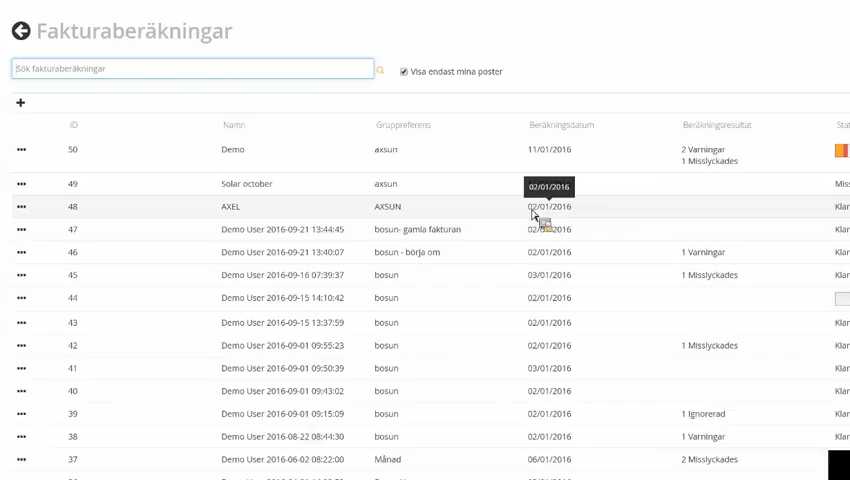 Fakturaberäkningar
Sök fakturaberäkningar
Visa endast mina poster
ID Namn Gruppreferens Beräkningsdatum Beräkningsresultat
50 Demo axsun 11/01/2016 2 Varningar
1 Misslyckades
49 Solar october axsun
02/01/2016
48 AXEL AXSUN 02/01/2016
47 Demo User 2016-09-21 13:44:45 bosun- gamla fakturan
46 Demo User 2016-09-21 13:40:07 bosun - börja om 02/01/2016 1 Varningar
45 Demo User 2016-09-16 07:39:37 bosun 03/01/2016 1 Misslyckades
44 Demo User 2016-09-15 14:10:42 bosun 02/01/2016
43 Demo User 2016-09-15 13:37:59 bosun 02/01/2016
42 Demo User 2016-09-01 09:55:23 bosun 02/01/2016 1 Misslyckades
41 Demo User 2016-09-01 09:50:39 bosun 03/01/2016
40 Demo User 2016-09-01 09:43:02 bosun 02/01/2016
39 Demo User 2016-09-01 09:15:09 bosun 02/01/2016 1 Ignorerad
38 Demo User 2016-08-22 08:44:30 bosun 02/01/2016 1 Varningar
37 Demo User 2016-06-02 08:22:00 Månad 06/01/2016 2 Misslyckades